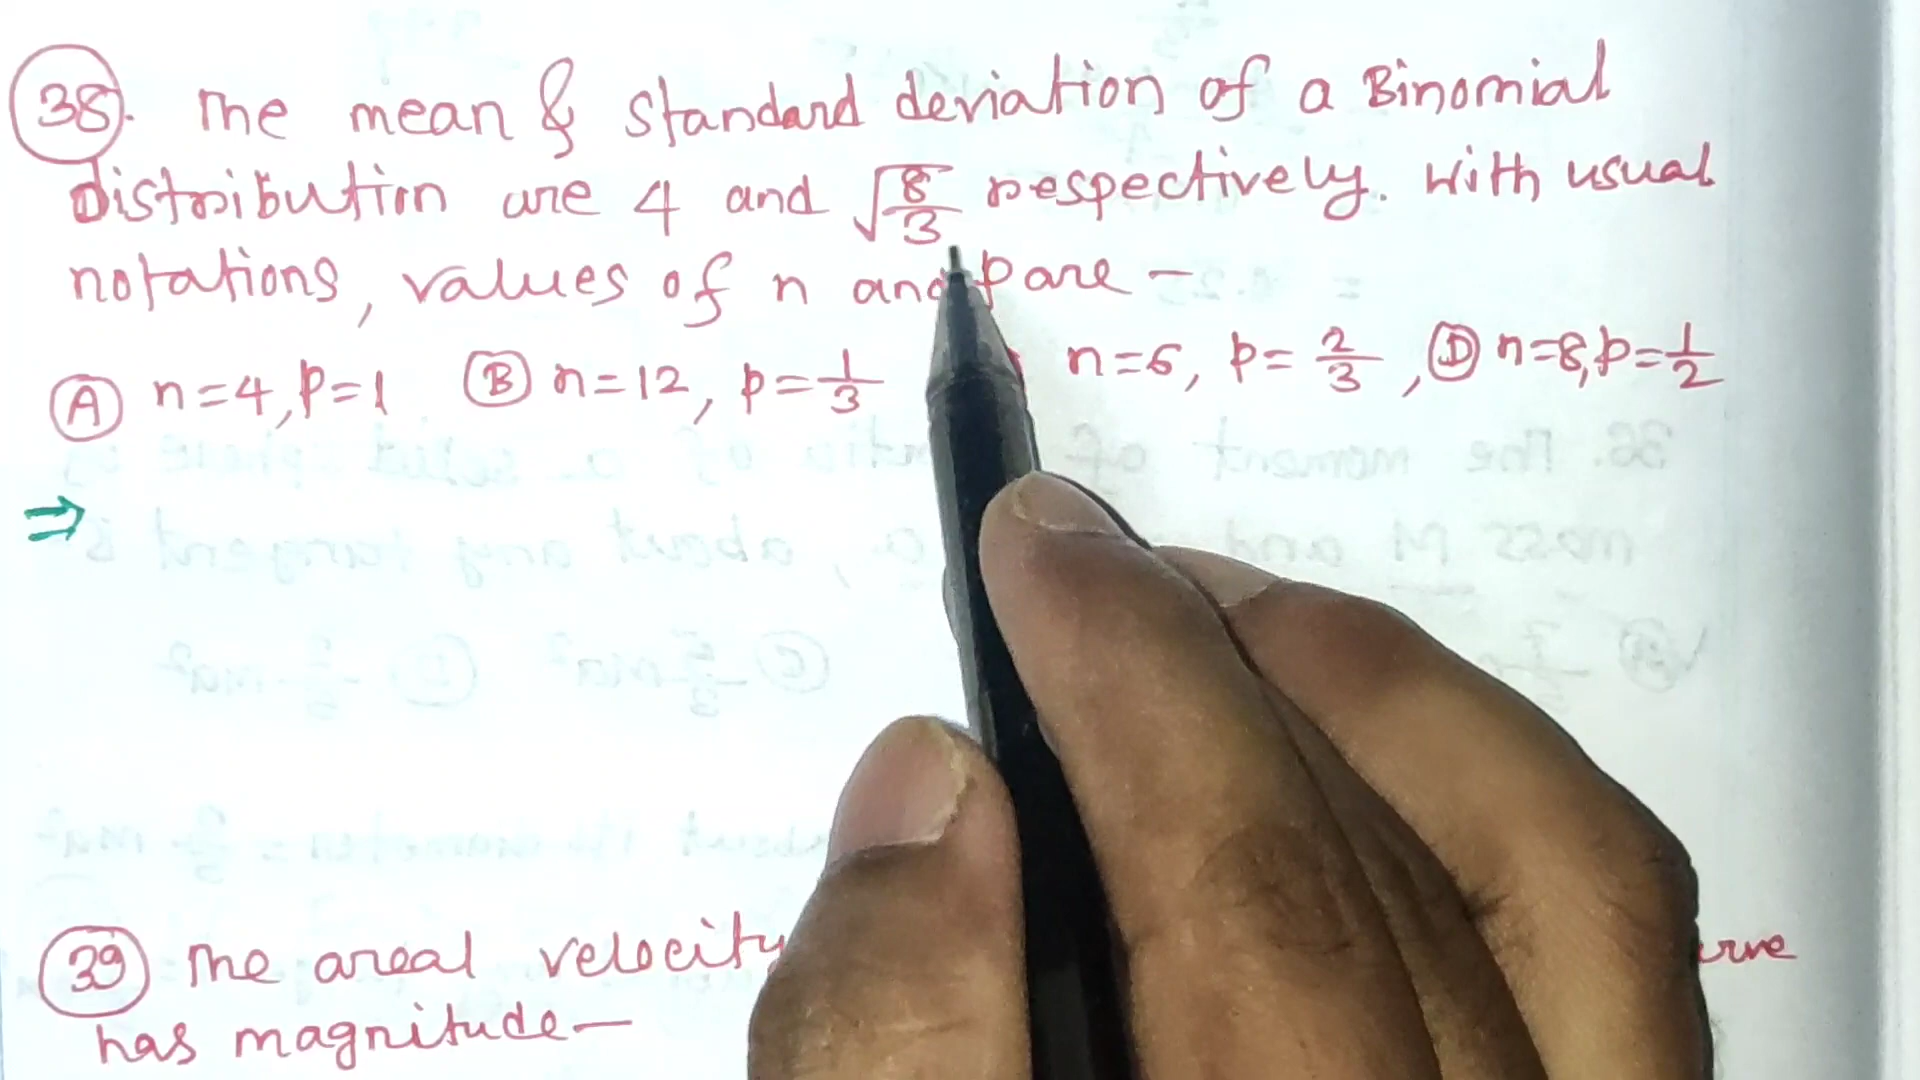 38. The mean & standard deviation of a Binomial
distribution are 4 and √8/3 respectively. With usual
notations, values of n and p are —
(A) n=4, p=1 (B) n=12, p=1/3 n=6, p=2/3, (D) n=8, p=1/2
⇒
39 The areal velocity urve
has magnitude—